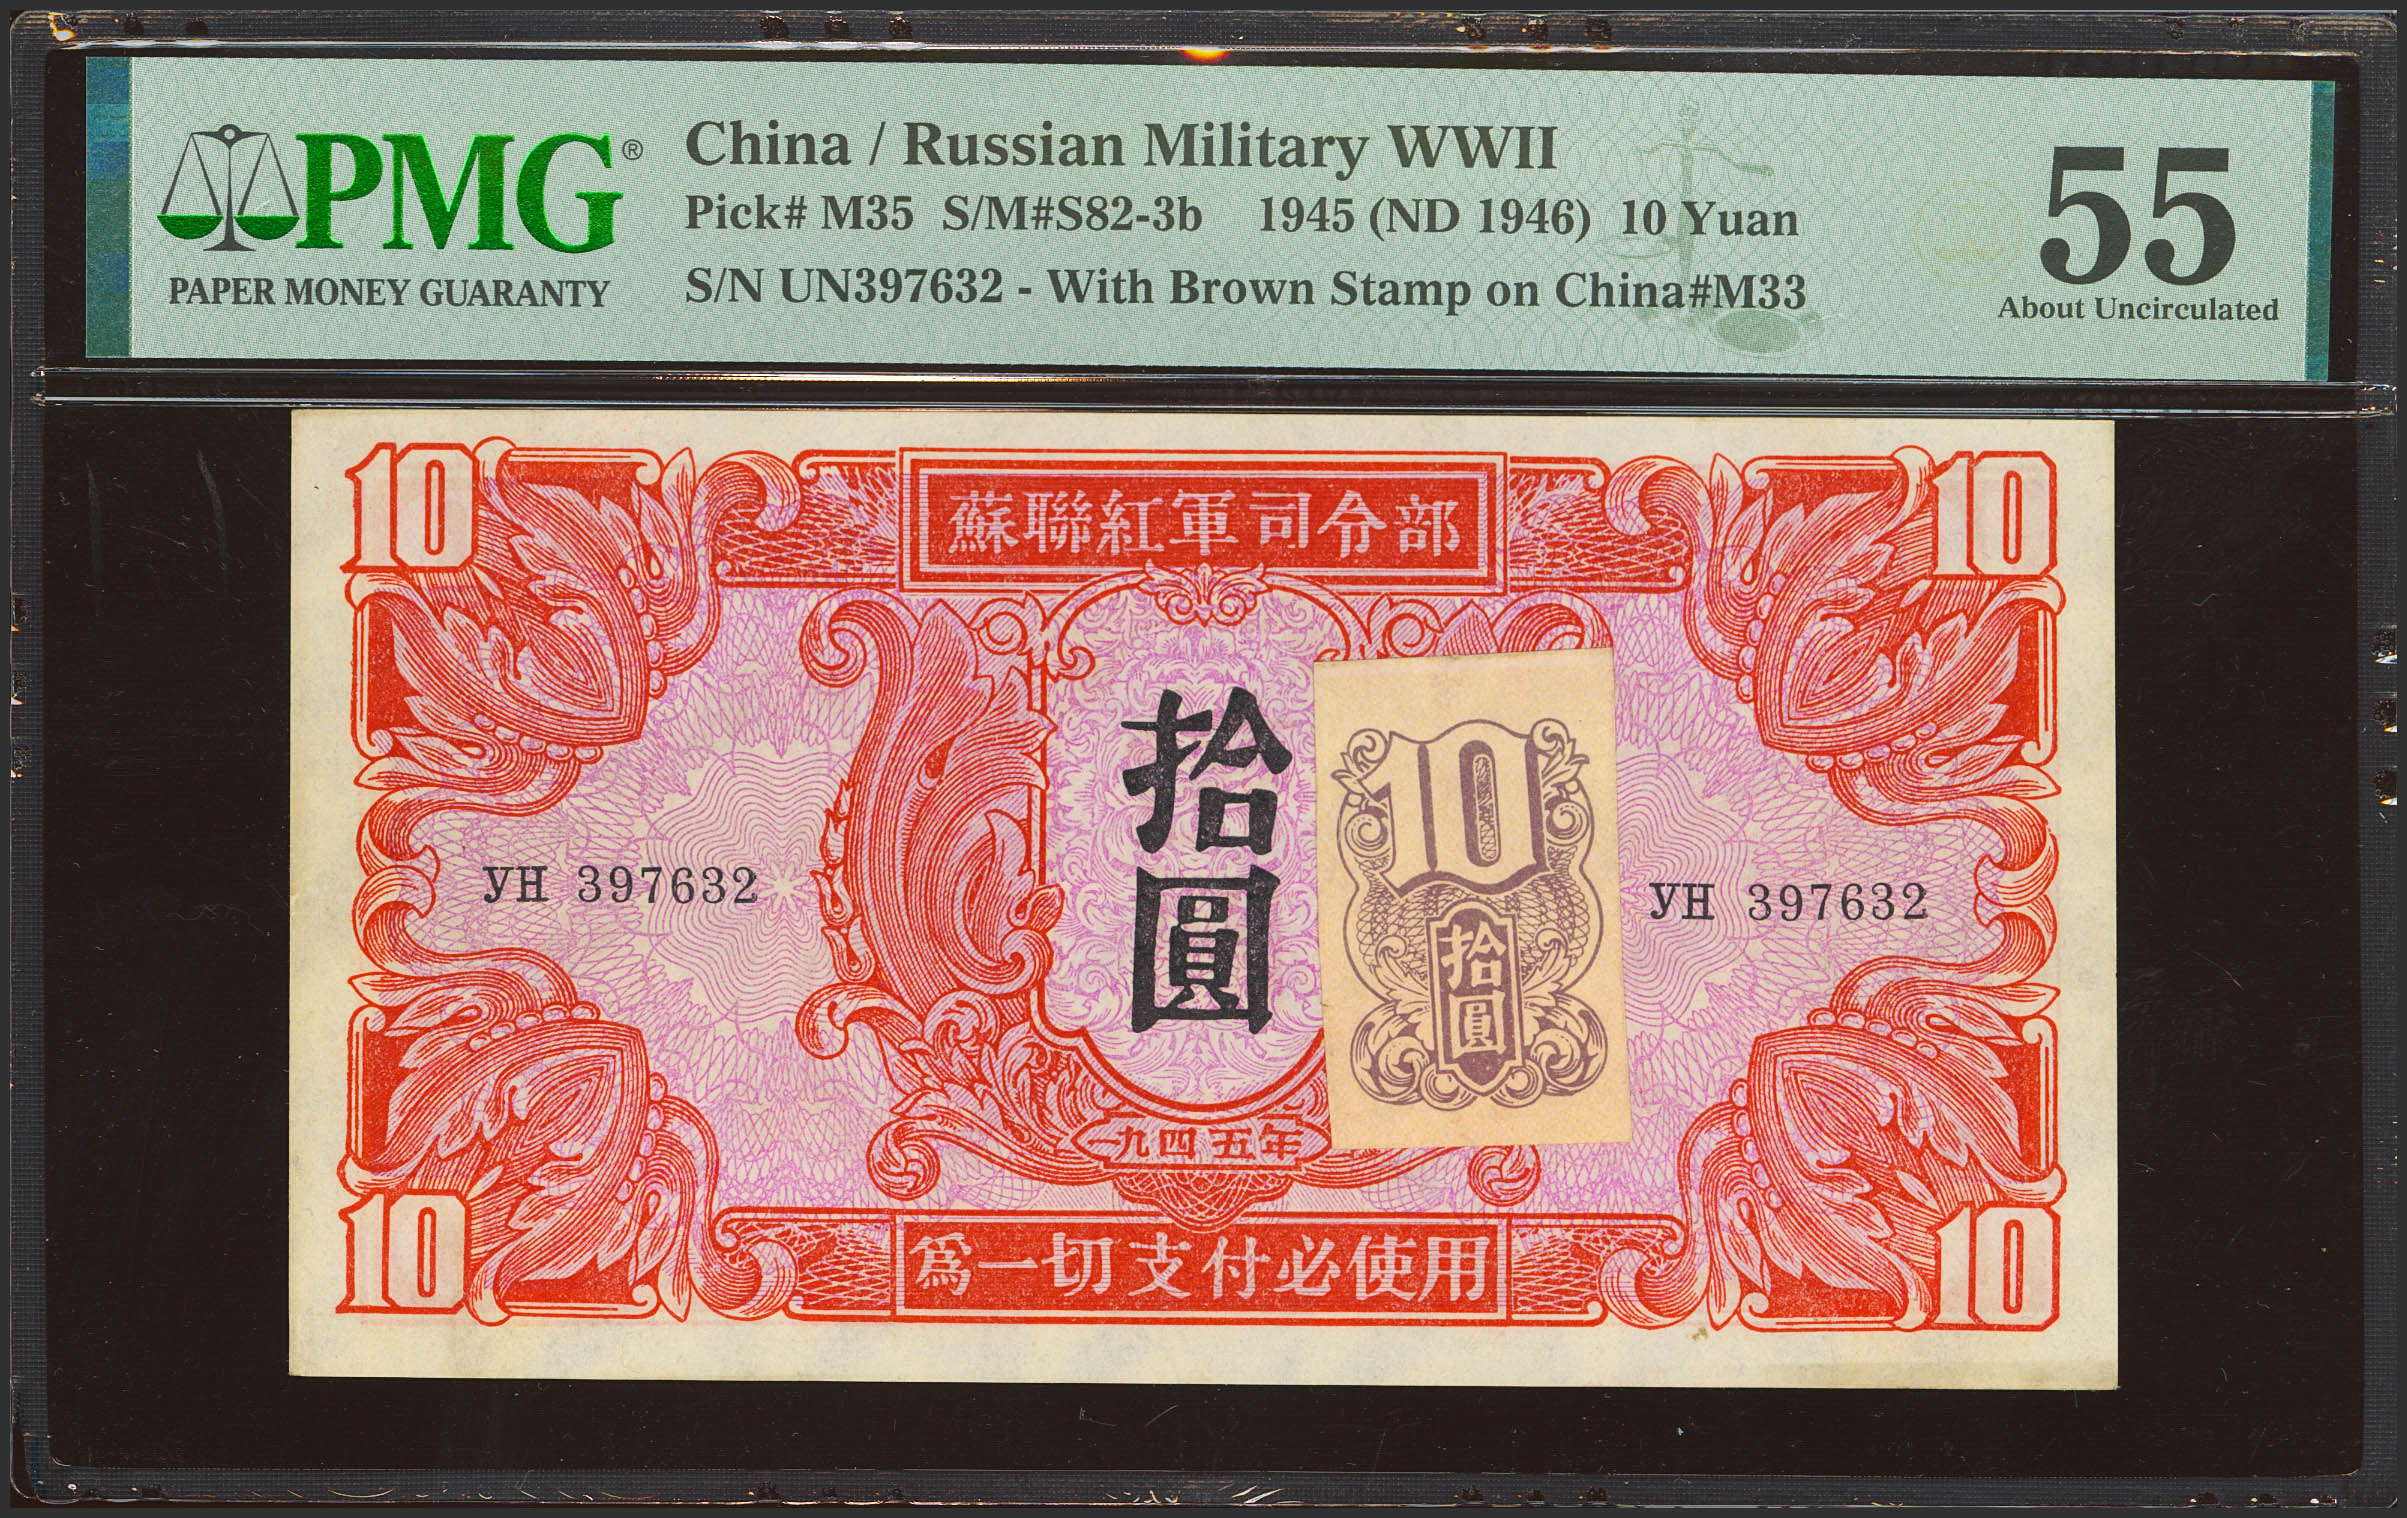 PMG®
PAPER MONEY GUARANTY
China / Russian Military WWII
Pick# M35 S/M#S82-3b 1945 (ND 1946) 10 Yuan
S/N UN397632 - With Brown Stamp on China#M33
55
About Uncirculated
10
蘇聯紅軍司令部
10
拾圓
10
拾圓
УН 397632
УН 397632
一九四五年
10
為一切支付必使用
10